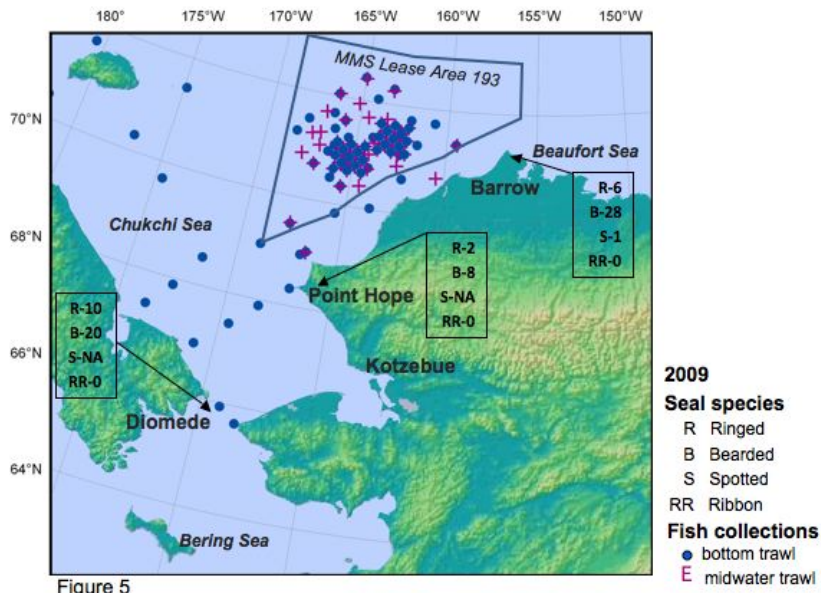 180° 175°W 170°W 165°W 160°W 155°W 150°W
MMS Lease Area 193
70°N
Beaufort Sea
Barrow
R-6
B-28
S-1
RR-0
Chukchi Sea
68°N
R-2
B-8
S-NA
RR-0
Point Hope
R-10
B-20
S-NA
RR-0
66°N
Kotzebue
Diomede
64°N
Bering Sea
2009
Seal species
R Ringed
B Bearded
S Spotted
RR Ribbon
Fish collections
bottom trawl
E midwater trawl
Figure 5